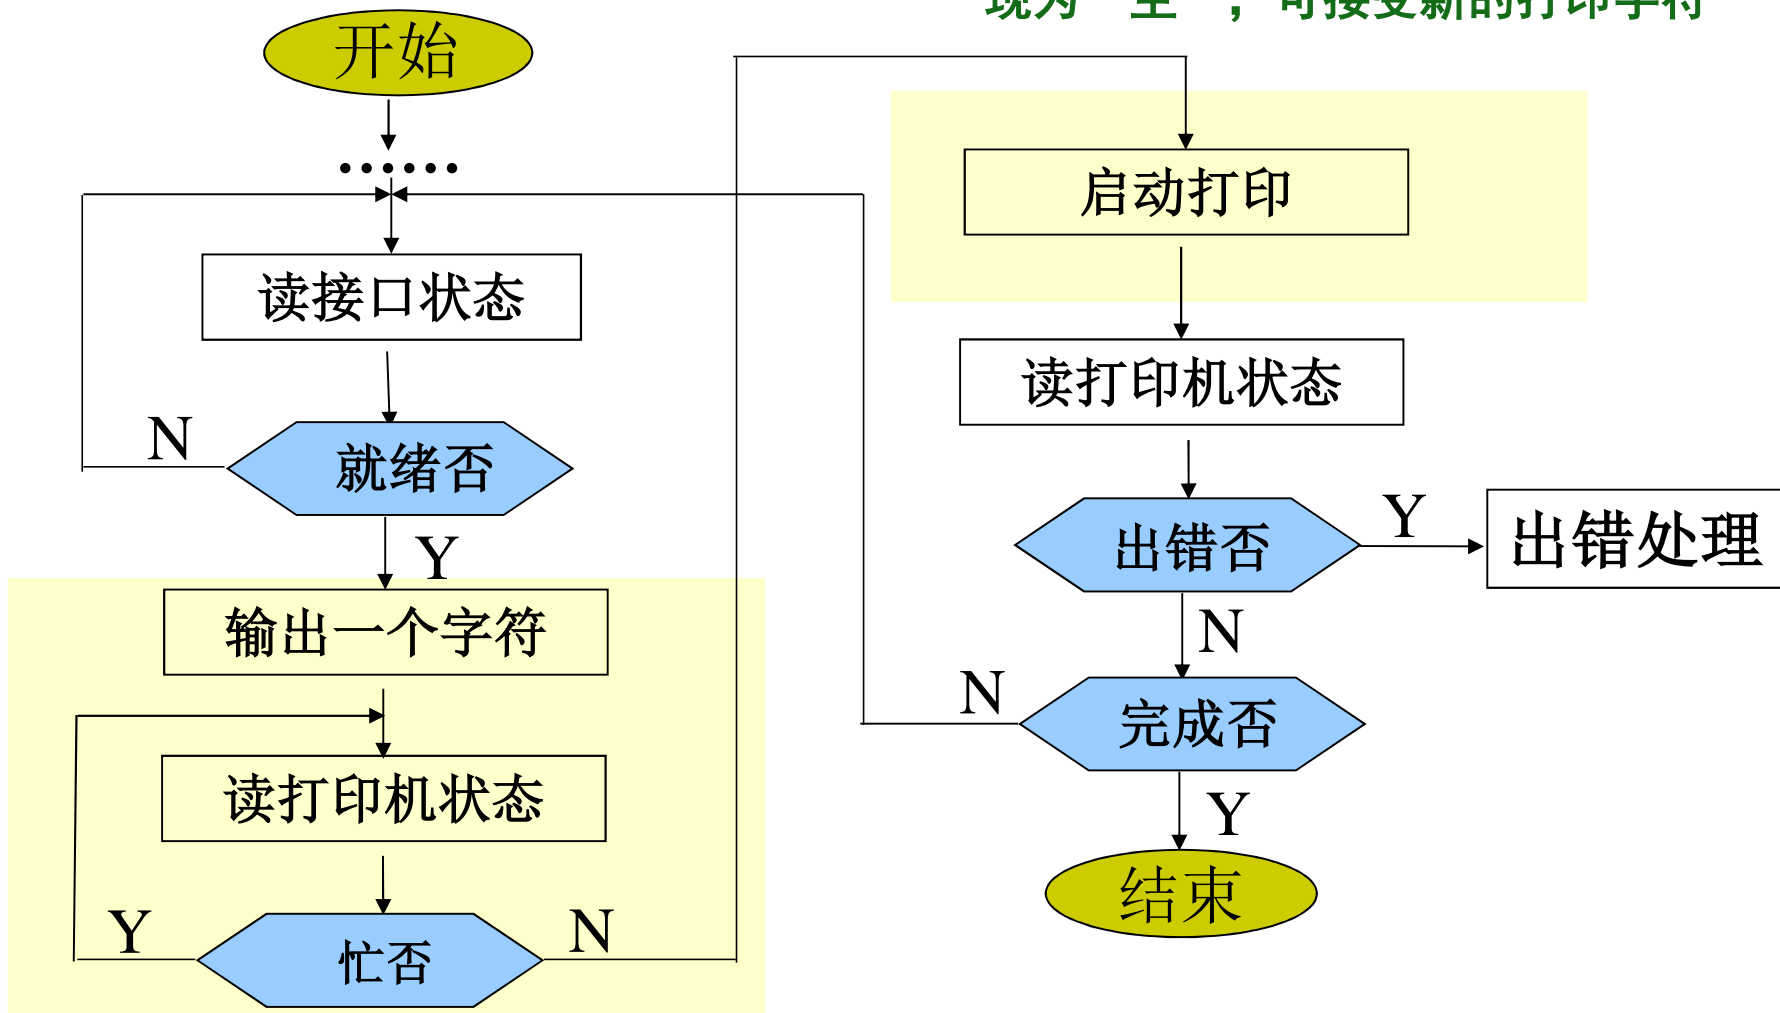 开始
······
读接口状态
就绪否
N
Y
输出一个字符
读打印机状态
忙否
Y
N
启动打印
读打印机状态
出错否
Y
出错处理
N
完成否
N
Y
结束